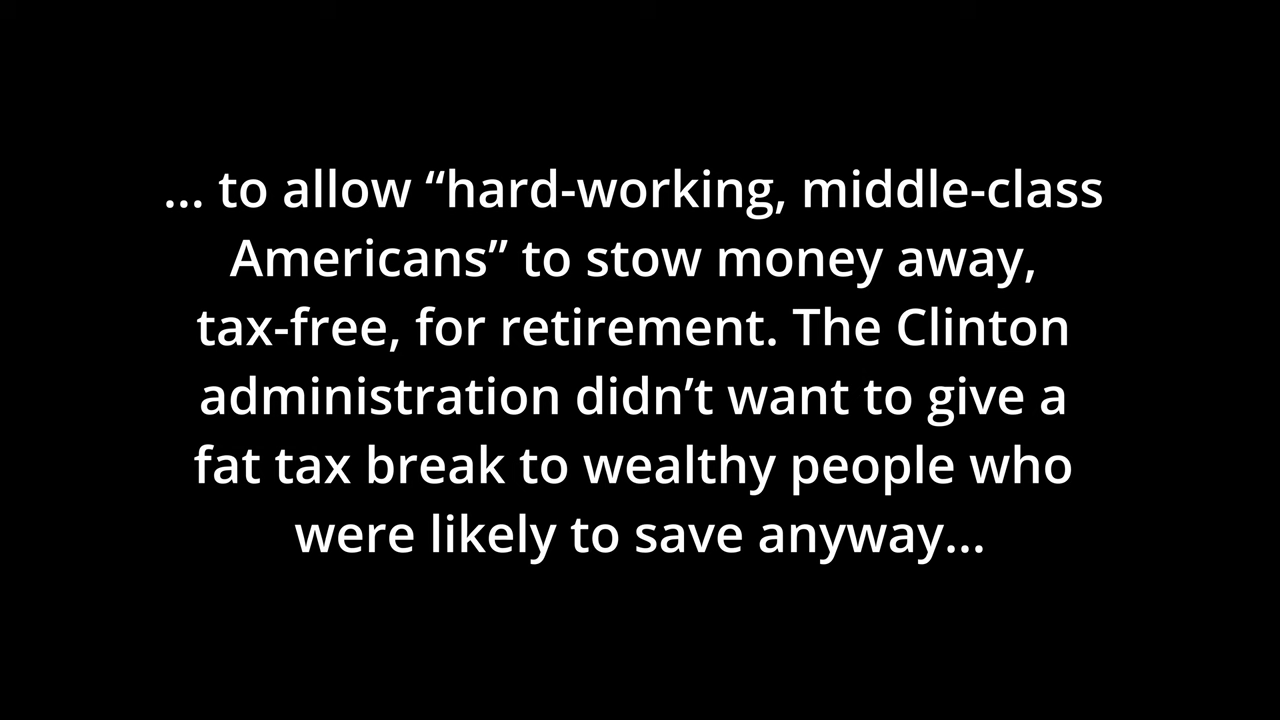 ... to allow “hard-working, middle-class
Americans” to stow money away,
tax-free, for retirement. The Clinton
administration didn’t want to give a
fat tax break to wealthy people who
were likely to save anyway...